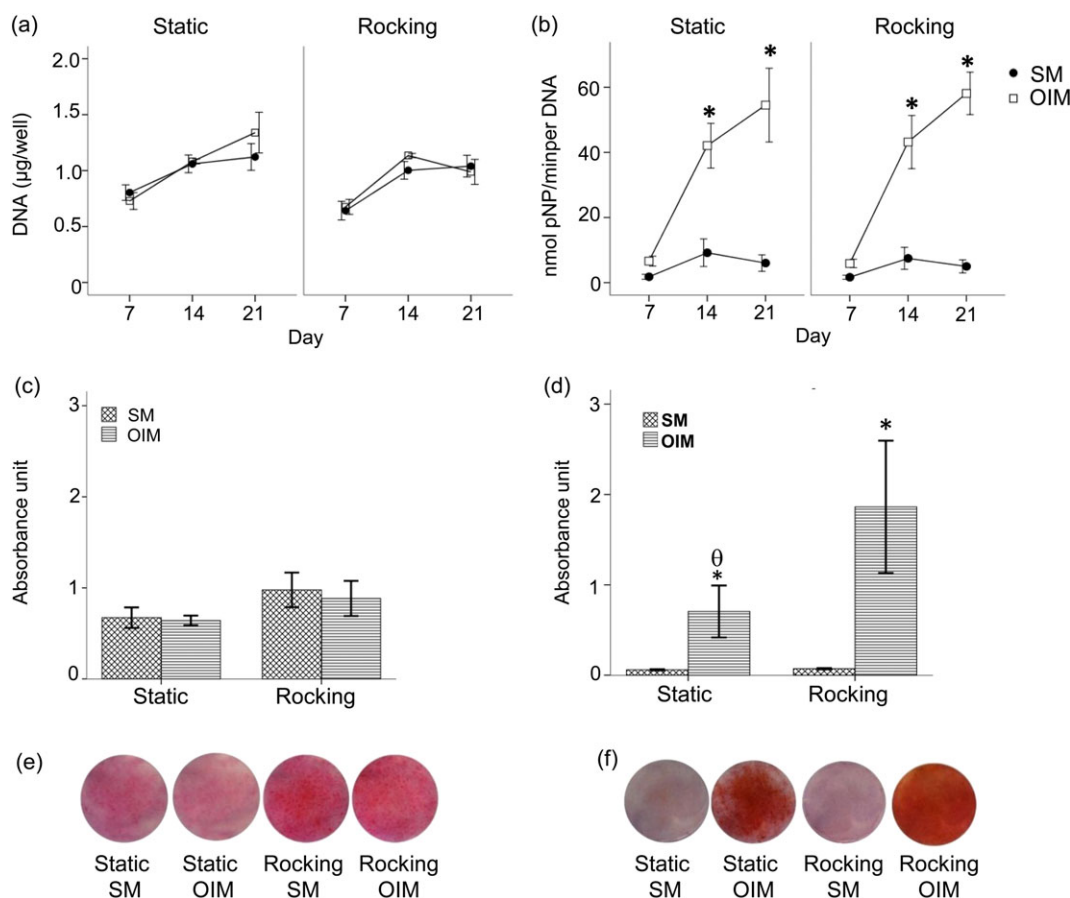 (a)
Static
Rocking
DNA (µg/well)
2.0
1.5
1.0
0.5
0
7
14
21
7
14
21
Day
(b)
Static
Rocking
nmol pNP/minper DNA
60
40
20
0
*
*
*
*
7
14
21
7
14
21
Day
SM
OIM
(c)
Absorbance unit
3
2
1
0
SM
OIM
Static
Rocking
(d)
Absorbance unit
3
2
1
0
SM
OIM
θ
*
*
Static
Rocking
(e)
Static
SM
Static
OIM
Rocking
SM
Rocking
OIM
(f)
Static
SM
Static
OIM
Rocking
SM
Rocking
OIM